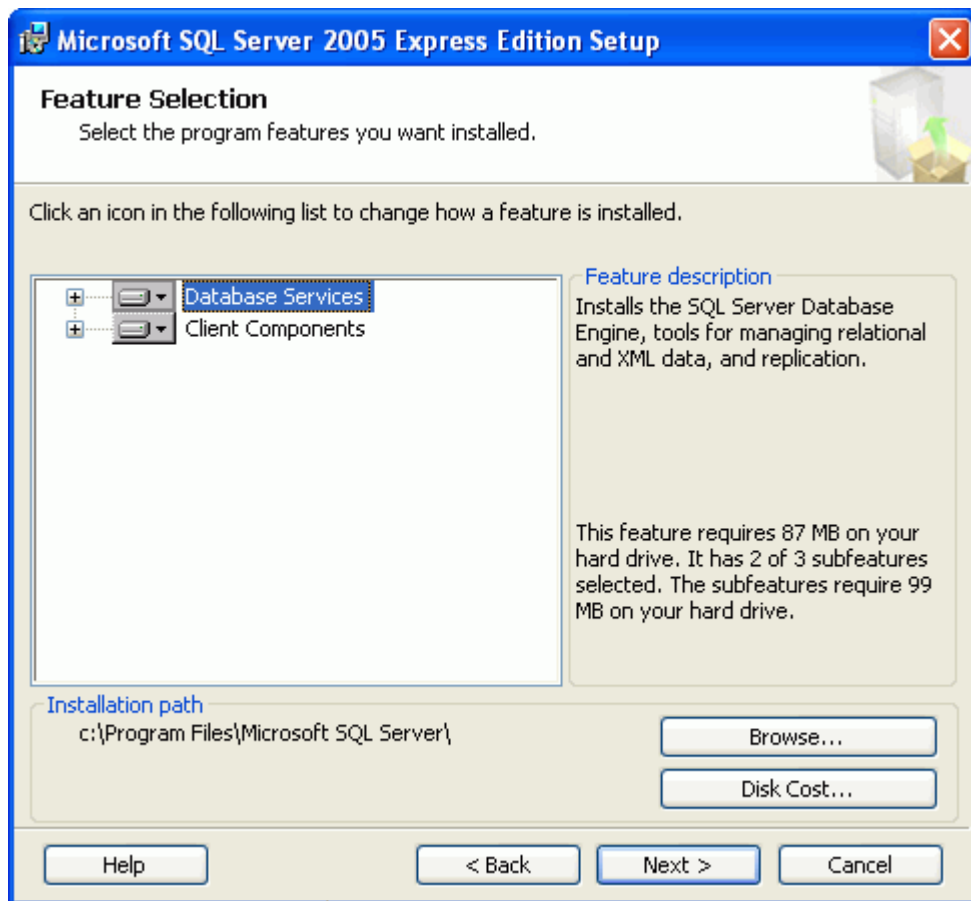 Microsoft SQL Server 2005 Express Edition Setup
Feature Selection
Select the program features you want installed.
Click an icon in the following list to change how a feature is installed.
Database Services
Client Components
Feature description
Installs the SQL Server Database
Engine, tools for managing relational
and XML data, and replication.
This feature requires 87 MB on your
hard drive. It has 2 of 3 subfeatures
selected. The subfeatures require 99
MB on your hard drive.
Installation path
c:\Program Files\Microsoft SQL Server\
Browse...
Disk Cost...
Help
< Back
Next >
Cancel